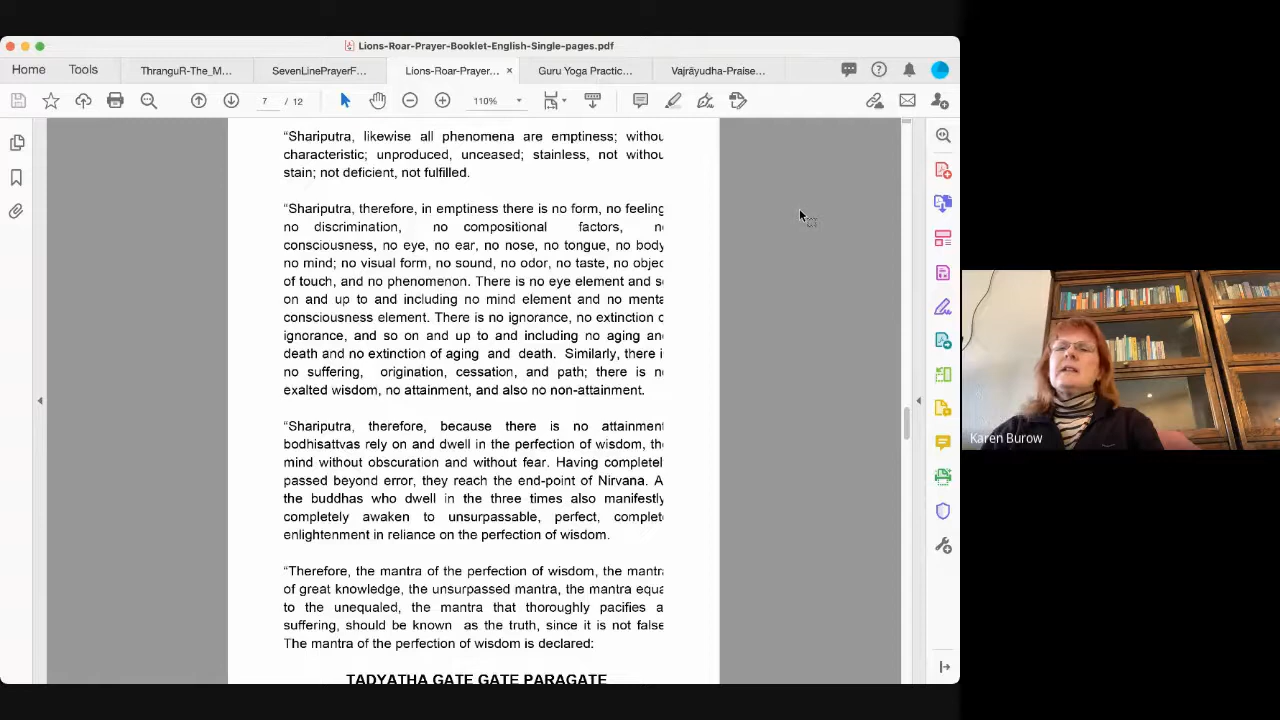 Lions-Roar-Prayer-Booklet-English-Single-pages.pdf
Home Tools ThranguR-The_M... SevenLinePrayerF... Lions-Roar-Prayer... × Guru Yoga Practic... Vajrāyudha-Praise...
7 / 12 110%
“Shariputra, likewise all phenomena are emptiness; withou
characteristic; unproduced, unceased; stainless, not withou
stain; not deficient, not fulfilled.
“Shariputra, therefore, in emptiness there is no form, no feeling
no discrimination, no compositional factors, n
consciousness, no eye, no ear, no nose, no tongue, no body
no mind; no visual form, no sound, no odor, no taste, no objec
of touch, and no phenomenon. There is no eye element and s
on and up to and including no mind element and no menta
consciousness element. There is no ignorance, no extinction o
ignorance, and so on and up to and including no aging and
death and no extinction of aging and death. Similarly, there i
no suffering, origination, cessation, and path; there is n
exalted wisdom, no attainment, and also no non-attainment.
“Shariputra, therefore, because there is no attainment
bodhisattvas rely on and dwell in the perfection of wisdom, th
mind without obscuration and without fear. Having completel
passed beyond error, they reach the end-point of Nirvana. A
the buddhas who dwell in the three times also manifestly
completely awaken to unsurpassable, perfect, complet
enlightenment in reliance on the perfection of wisdom.
“Therefore, the mantra of the perfection of wisdom, the mantra
of great knowledge, the unsurpassed mantra, the mantra equa
to the unequaled, the mantra that thoroughly pacifies a
suffering, should be known as the truth, since it is not false
The mantra of the perfection of wisdom is declared:
TADYATHA GATE GATE PARAGATE
Karen Burow